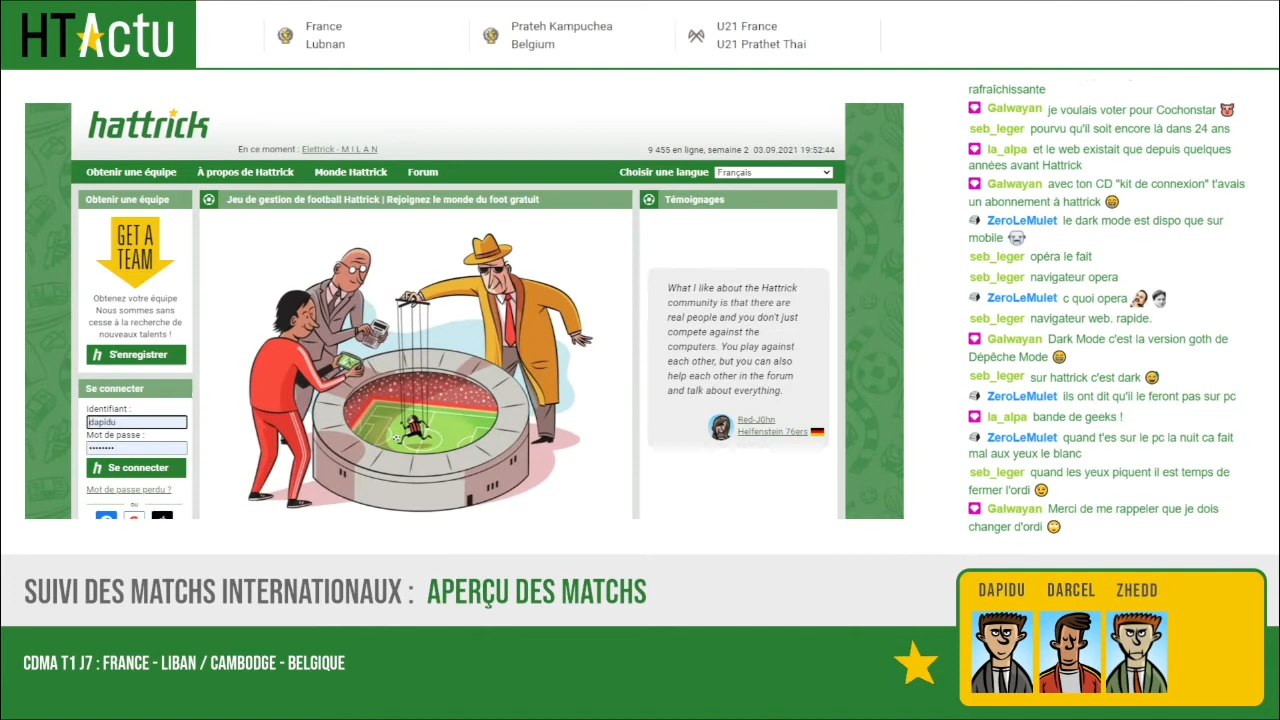 HTActu
France
Lubnan
Prateh Kampuchea
Belgium
U21 France
U21 Prathet Thai
hattrick
En ce moment : Elettrick - M I L A N
9 455 en ligne, semaine 2 03.09.2021 19:52:44
Obtenir une équipe
À propos de Hattrick
Monde Hattrick
Forum
Choisir une langue
Français
Obtenir une équipe
GET A
TEAM
Obtenez votre équipe
Nous sommes sans
cesse à la recherche de
nouveaux talents !
S'enregistrer
Se connecter
Identifiant :
dapidu
Mot de passe :
••••••••
Se connecter
Mot de passe perdu ?
ou
Jeu de gestion de football Hattrick | Rejoignez le monde du foot gratuit
Témoignages
What I like about the Hattrick
community is that there are
real people and you don't just
compete against the
computers. You play against
each other, but you can also
help each other in the forum
and talk about everything.
Red-J0hn
Helfenstein 76ers
rafraîchissante
Galwayan je voulais voter pour Cochonstar
seb_leger pourvu qu'il soit encore là dans 24 ans
la_alpa et le web existait que depuis quelques
années avant Hattrick
Galwayan avec ton CD "kit de connexion" t'avais
un abonnement à hattrick
ZeroLeMulet le dark mode est dispo que sur
mobile
seb_leger opéra le fait
seb_leger navigateur opera
ZeroLeMulet c quoi opera
seb_leger navigateur web. rapide.
Galwayan Dark Mode c'est la version goth de
Dépêche Mode
seb_leger sur hattrick c'est dark
ZeroLeMulet ils ont dit qu'il le feront pas sur pc
la_alpa bande de geeks !
ZeroLeMulet quand t'es sur le pc la nuit ca fait
mal aux yeux le blanc
seb_leger quand les yeux piquent il est temps de
fermer l'ordi
Galwayan Merci de me rappeler que je dois
changer d'ordi
SUIVI DES MATCHS INTERNATIONAUX : APERÇU DES MATCHS
CDMA T1 J7 : FRANCE - LIBAN / CAMBODGE - BELGIQUE
DAPIDU
DARCEL
ZHEDD